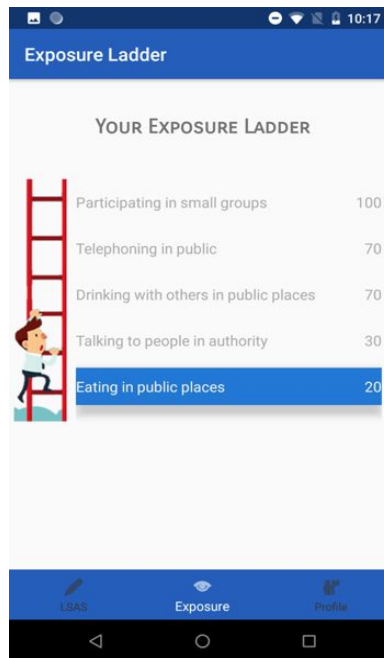 10:17
Exposure Ladder
Your Exposure Ladder
Participating in small groups 100
Telephoning in public 70
Drinking with others in public places 70
Talking to people in authority 30
Eating in public places 20
LSAS Exposure Profile